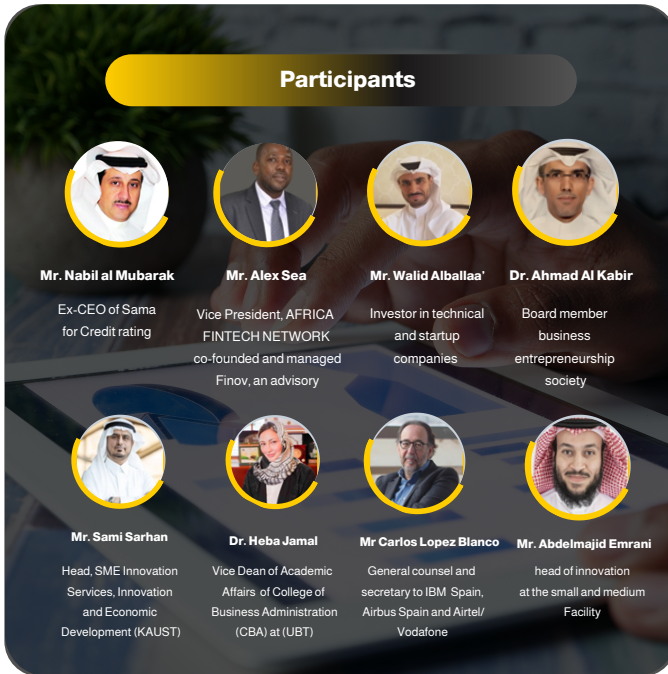 Participants
Mr. Nabil al Mubarak
Ex-CEO of Sama
for Credit rating
Mr. Alex Sea
Vice President, AFRICA
FINTECH NETWORK
co-founded and managed
Finov, an advisory
Mr. Walid Alballaa'
Investor in technical
and startup
companies
Dr. Ahmad Al Kabir
Board member
business
entrepreneurship
society
Mr. Sami Sarhan
Head, SME Innovation
Services, Innovation
and Economic
Development (KAUST)
Dr. Heba Jamal
Vice Dean of Academic
Affairs of College of
Business Administration
(CBA) at (UBT)
Mr Carlos Lopez Blanco
General counsel and
secretary to IBM Spain,
Airbus Spain and Airtel/
Vodafone
Mr. Abdelmajid Emrani
head of innovation
at the small and medium
Facility